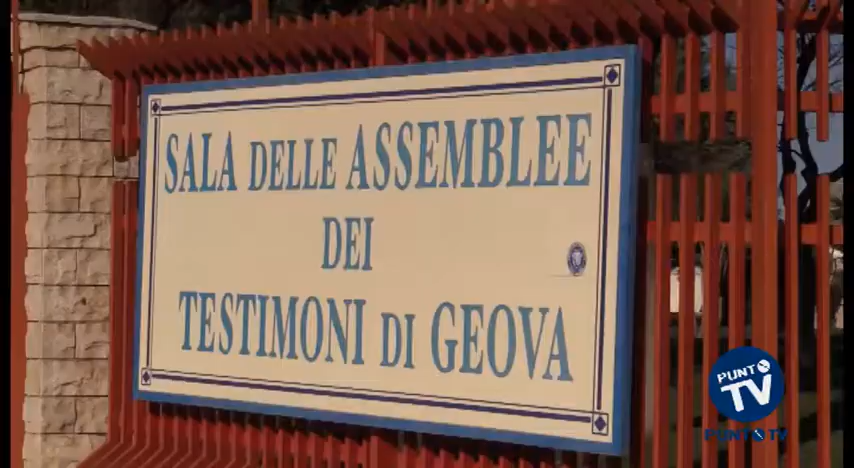 SALA DELLE ASSEMBLEE
DEI
TESTIMONI DI GEOVA
PUNTO
TV
PUNTO TV